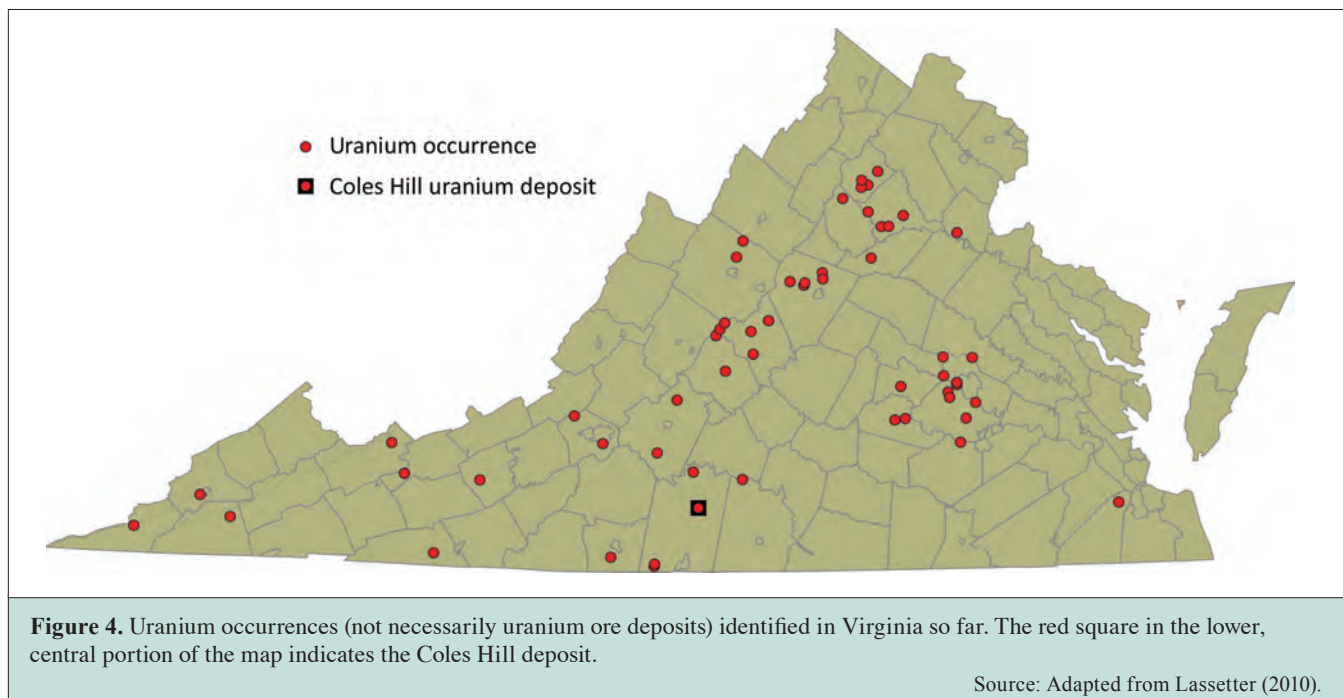 Uranium occurrence
Coles Hill uranium deposit
Figure 4. Uranium occurrences (not necessarily uranium ore deposits) identified in Virginia so far. The red square in the lower,
central portion of the map indicates the Coles Hill deposit.
Source: Adapted from Lassetter (2010).